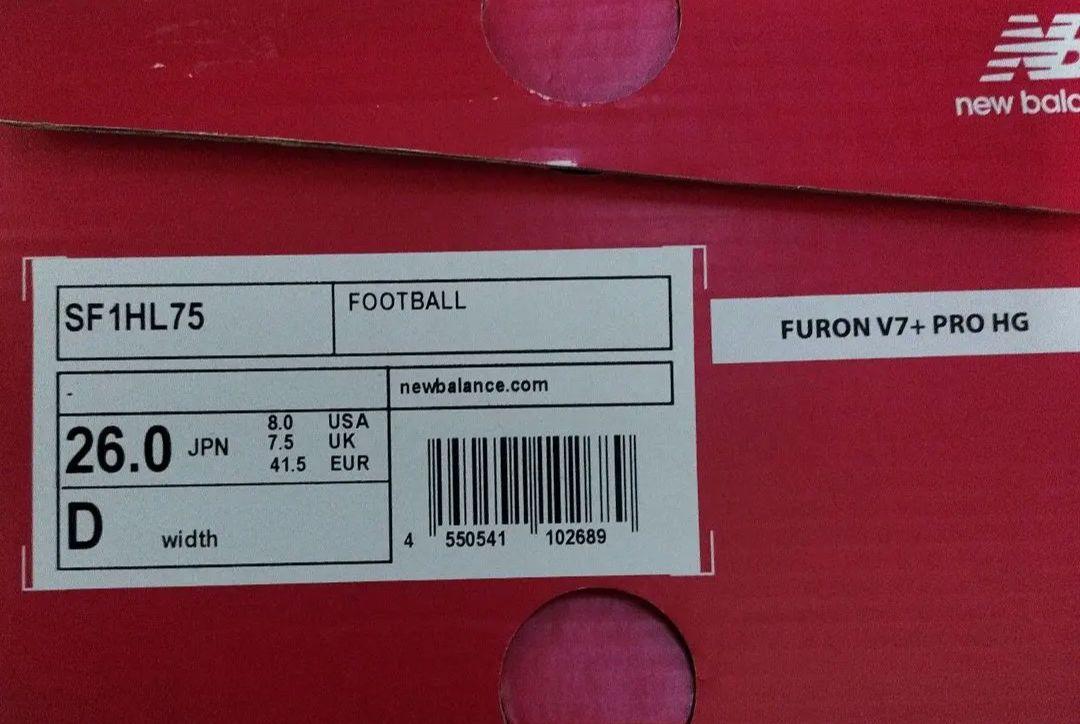 new bala
SF1HL75
FOOTBALL
FURON V7+ PRO HG
-
newbalance.com
26.0 JPN
8.0 USA
7.5 UK
41.5 EUR
D width
4 550541 102689